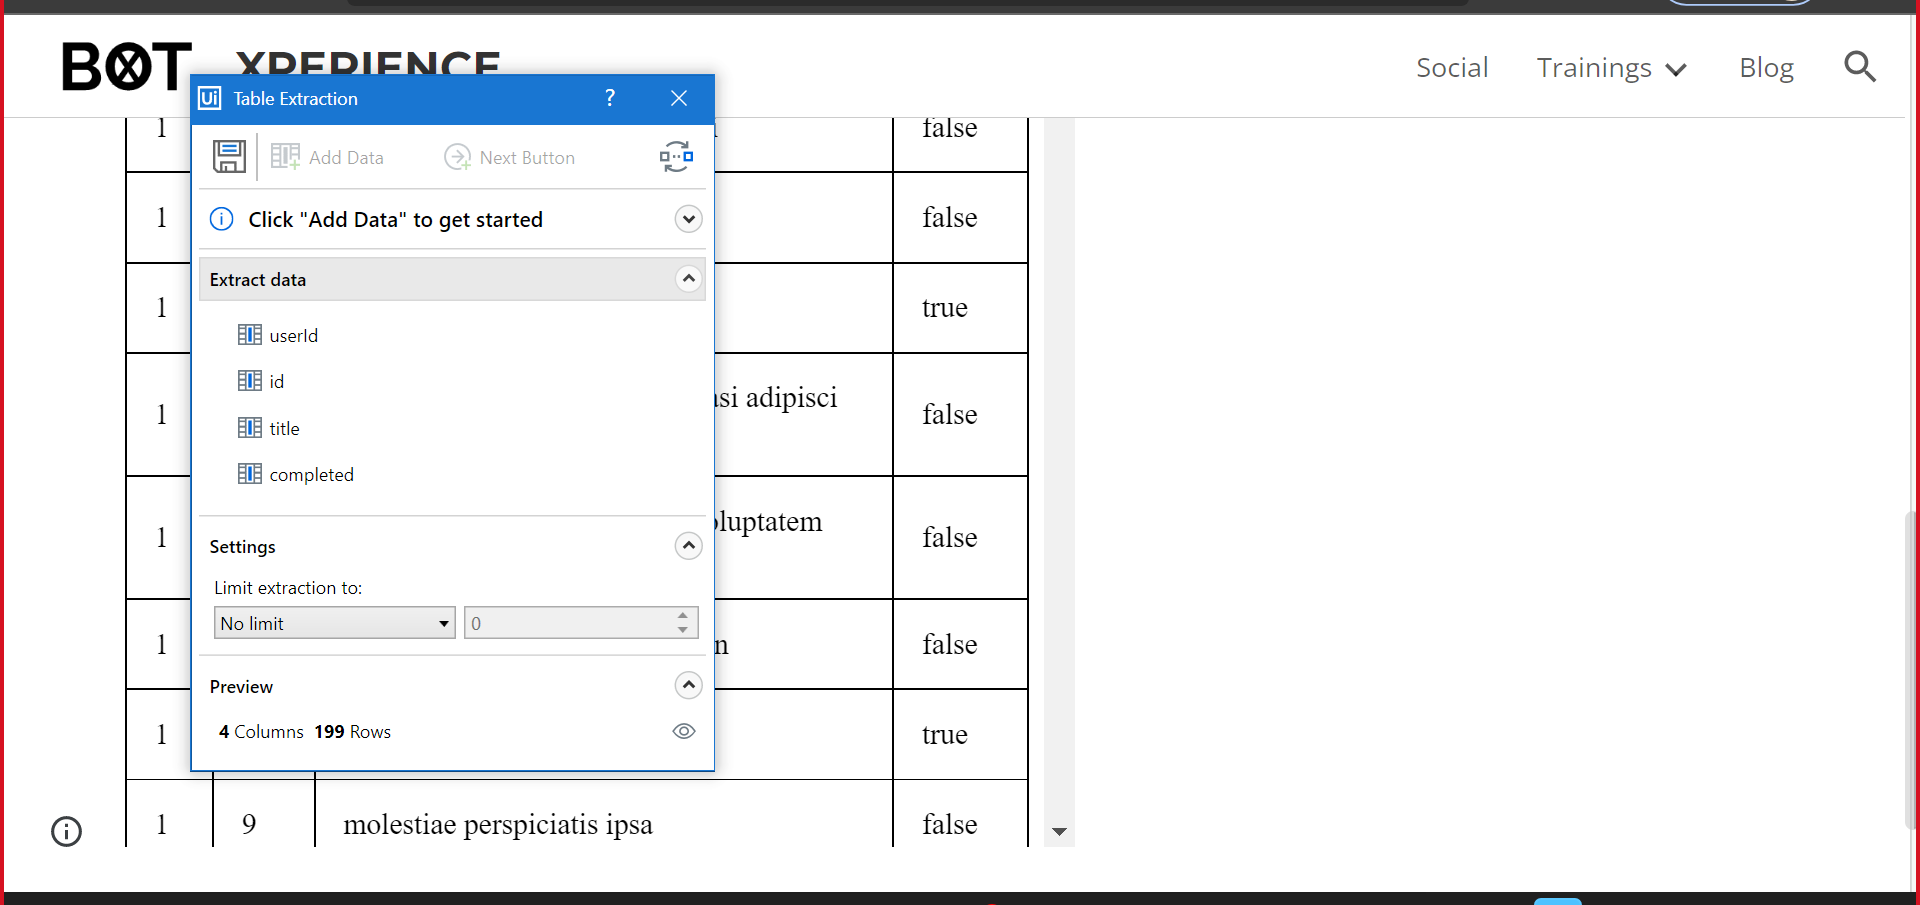 BOT XPERIENCE
Social Trainings Blog
Ui Table Extraction ?
Add Data Next Button
Click "Add Data" to get started
Extract data
userId
id
title
completed
Settings
Limit extraction to:
No limit 0
Preview
4 Columns 199 Rows
1 false
1 false
1 true
1 adipisci false
1 false
1 false
1 true
1 9 molestiae perspiciatis ipsa false